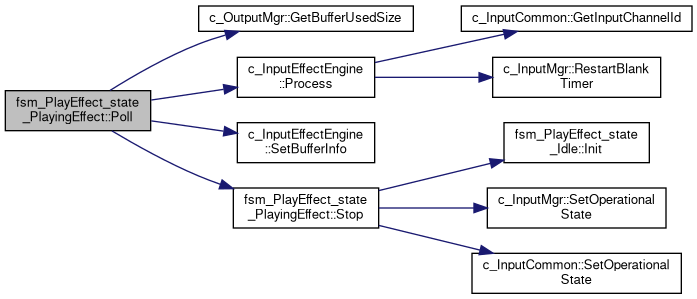 fsm_PlayEffect_state
_PlayingEffect::Poll
c_OutputMgr::GetBufferUsedSize
c_InputEffectEngine
::Process
c_InputEffectEngine
::SetBufferInfo
fsm_PlayEffect_state
_PlayingEffect::Stop
c_InputCommon::GetInputChannelId
c_InputMgr::RestartBlank
Timer
fsm_PlayEffect_state
_Idle::Init
c_InputMgr::SetOperational
State
c_InputCommon::SetOperational
State